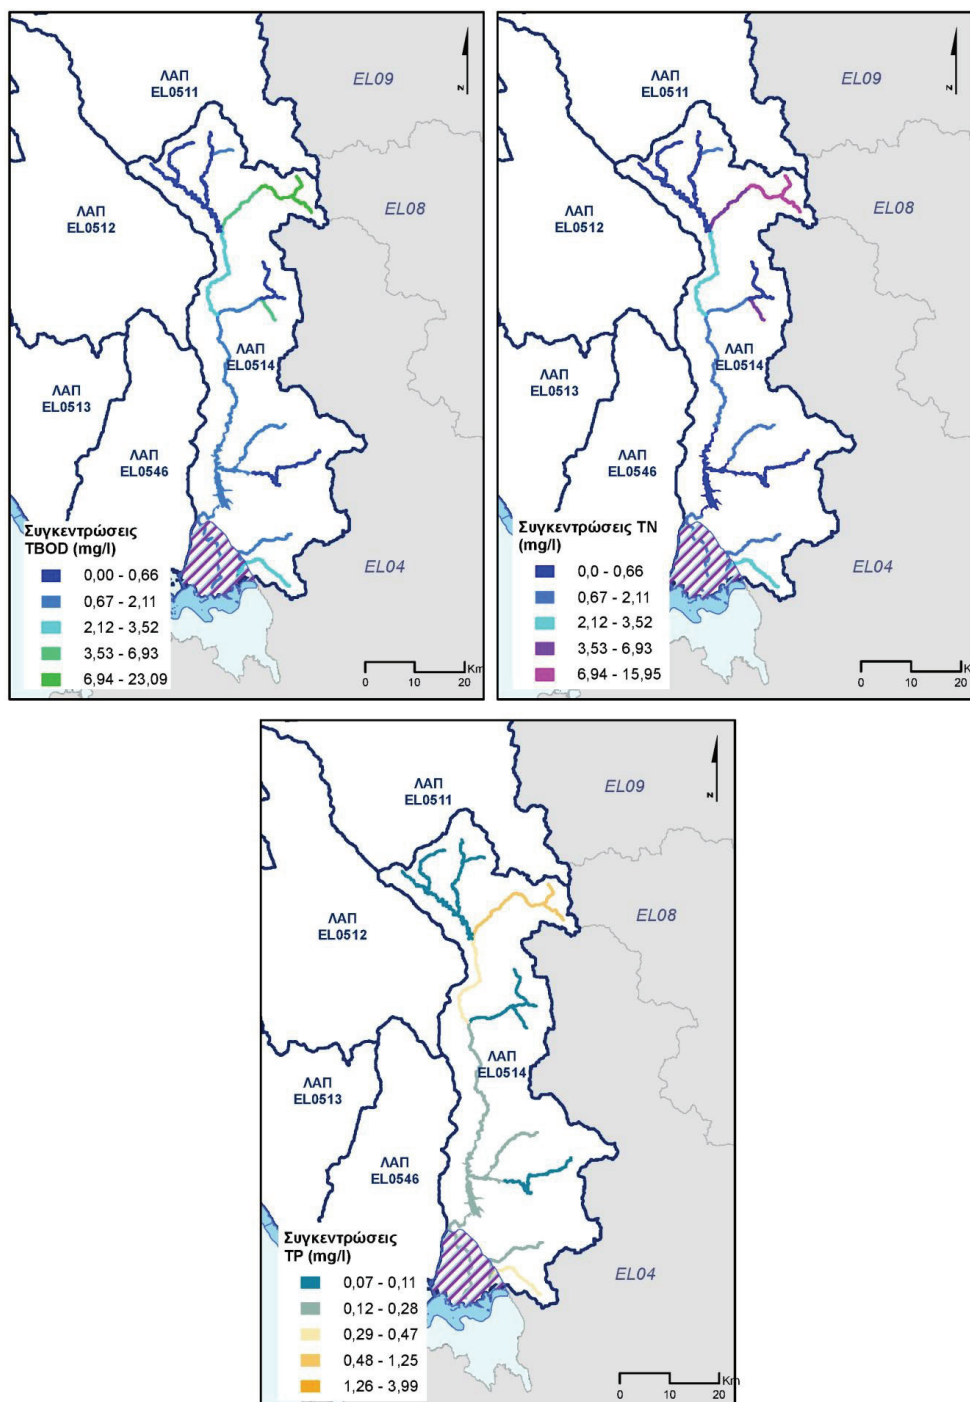 ΛΑΠ
EL0511
EL09
N
ΛΑΠ
EL0512
EL08
ΛΑΠ
EL0514
ΛΑΠ
EL0513
ΛΑΠ
EL0546
EL04
Συγκεντρώσεις
TBOD (mg/l)
0,00 - 0,66
0,67 - 2,11
2,12 - 3,52
3,53 - 6,93
6,94 - 23,09
Km
0 10 20
ΛΑΠ
EL0511
EL09
N
ΛΑΠ
EL0512
EL08
ΛΑΠ
EL0514
ΛΑΠ
EL0513
ΛΑΠ
EL0546
EL04
Συγκεντρώσεις TN
(mg/l)
0,0 - 0,66
0,67 - 2,11
2,12 - 3,52
3,53 - 6,93
6,94 - 15,95
0 10 20
ΛΑΠ
EL0511
EL09
N
ΛΑΠ
EL0512
EL08
ΛΑΠ
EL0514
ΛΑΠ
EL0513
ΛΑΠ
EL0546
EL04
Συγκεντρώσεις
TP (mg/l)
0,07 - 0,11
0,12 - 0,28
0,29 - 0,47
0,48 - 1,25
1,26 - 3,99
Km
0 10 20